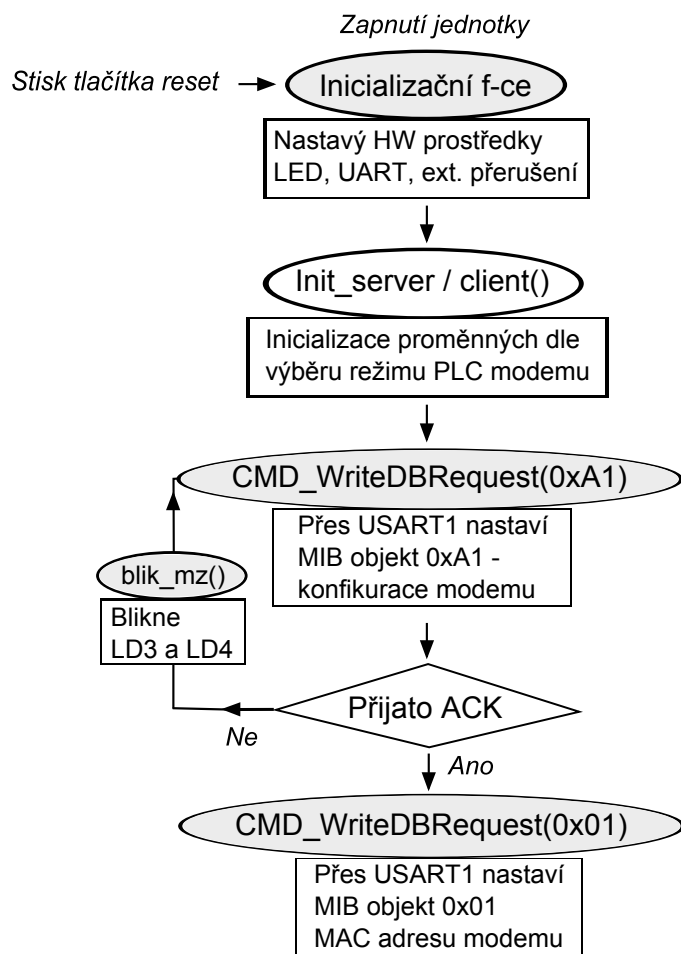 Zapnutí jednotky
Stisk tlačítka reset
Inicializační f-ce
Nastavý HW prostředky
LED, UART, ext. přerušení
Init_server / client()
Inicializace proměnných dle
výběru režimu PLC modemu
CMD_WriteDBRequest(0xA1)
Přes USART1 nastaví
MIB objekt 0xA1 -
konfikurace modemu
blik_mz()
Blikne
LD3 a LD4
Přijato ACK
Ne
Ano
CMD_WriteDBRequest(0x01)
Přes USART1 nastaví
MIB objekt 0x01
MAC adresu modemu